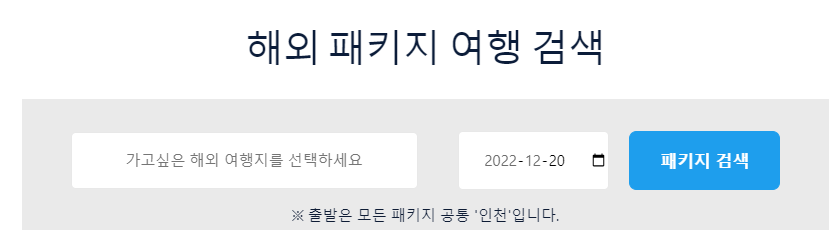 해외 패키지 여행 검색
가고싶은 해외 여행지를 선택하세요 2022-12-20 패키지 검색
※ 출발은 모든 패키지 공통 '인천'입니다.